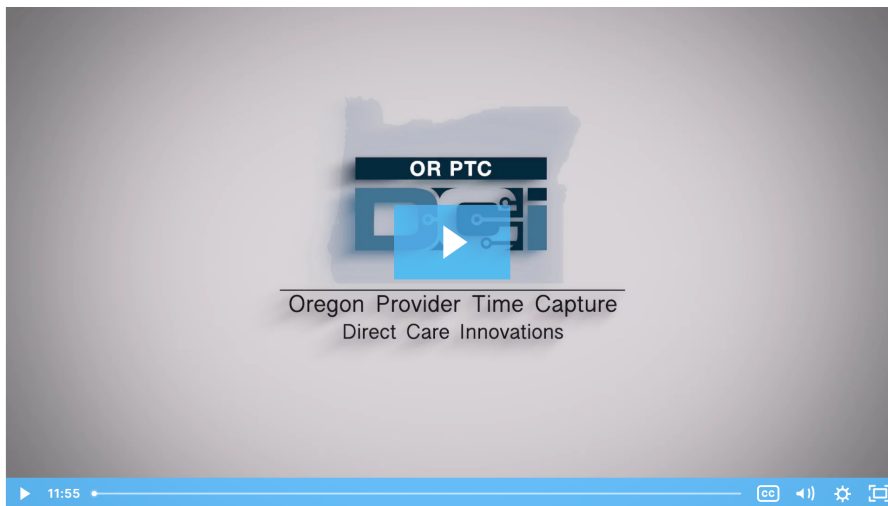 OR PTC
DCi
Oregon Provider Time Capture
Direct Care Innovations
11:55
CC